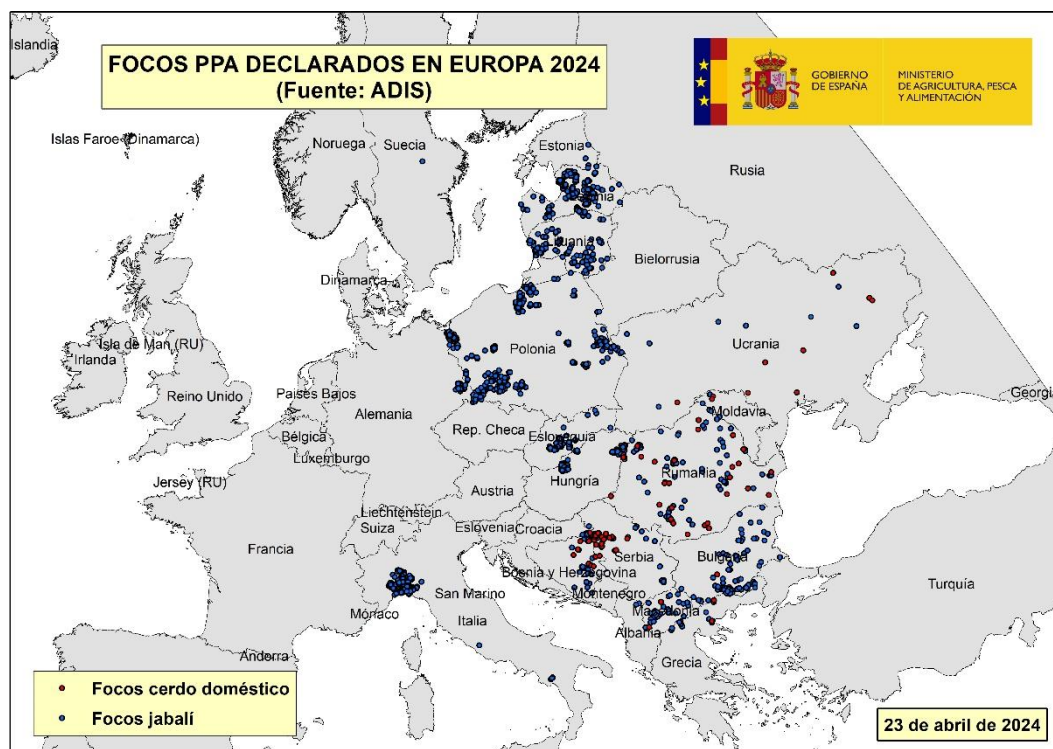 Islandia
FOCOS PPA DECLARADOS EN EUROPA 2024
(Fuente: ADIS)
GOBIERNO
DE ESPAÑA
MINISTERIO
DE AGRICULTURA, PESCA
Y ALIMENTACIÓN
Islas Faroe (Dinamarca)
Noruega
Suecia
Estonia
Rusia
Lituania
Bielorrusia
Dinamarca
Isla de Man (RU)
Irlanda
Polonia
Ucrania
Reino Unido
Países Bajos
Alemania
Georgia
Moldavia
Bélgica
Rep. Checa
Eslovaquia
Luxemburgo
Jersey (RU)
Austria
Hungría
Rumania
Liechtenstein
Suiza
Eslovenia
Croacia
Francia
Serbia
Bulgaria
Bosnia y Herzegovina
Turquía
San Marino
Montenegro
Mónaco
Italia
Macedonia
Albania
Andorra
Grecia
Focos cerdo doméstico
Focos jabalí
23 de abril de 2024